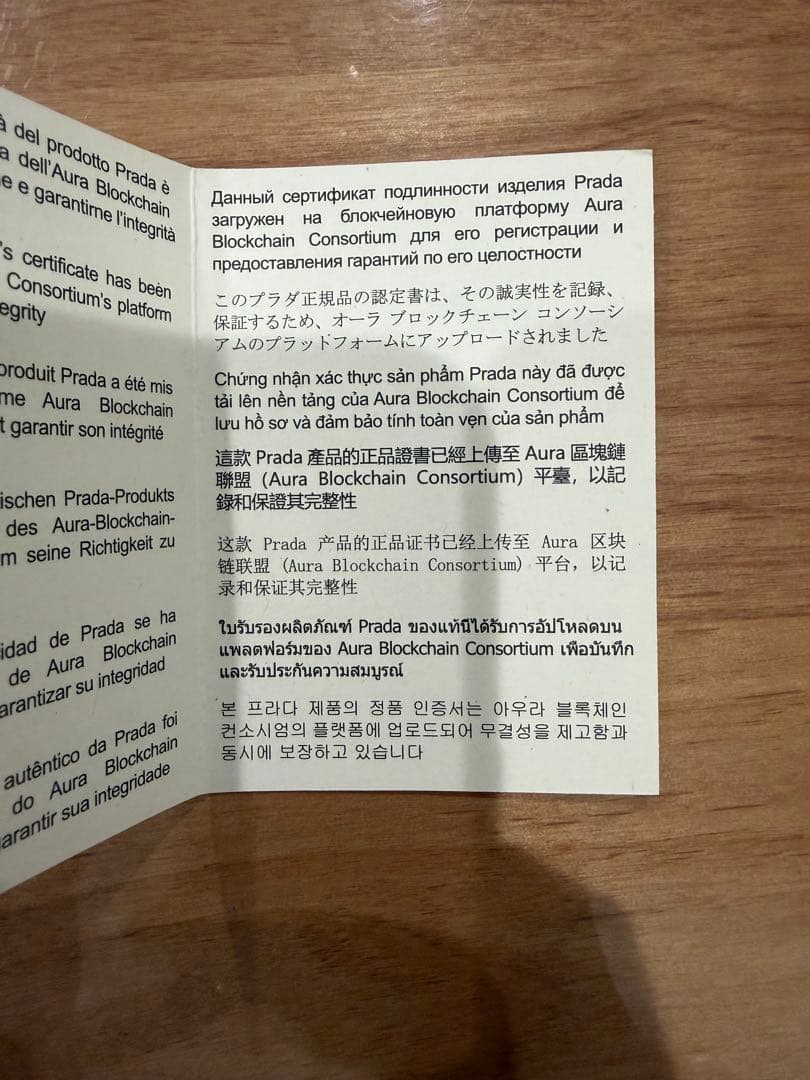 à del prodotto Prada è
a dell'Aura Blockchain
e e garantirne l'integrità
's certificate has been
Consortium's platform
egrity
produit Prada a été mis
me Aura Blockchain
t garantir son intégrité
ischen Prada-Produkts
des Aura-Blockchain-
m seine Richtigkeit zu
idad de Prada se ha
de Aura Blockchain
arantizar su integridad
autêntico da Prada foi
do Aura Blockchain
garantir sua integridade
Данный сертификат подлинности изделия Prada
загружен на блокчейновую платформу Aura
Blockchain Consortium для его регистрации и
предоставления гарантий по его целостности
このプラダ正規品の認定書は、その誠実性を記録、
保証するため、オーラ ブロックチェーン コンソーシ
アムのプラッドフォームにアップロードされました
Chứng nhận xác thực sản phẩm Prada này đã được
tải lên nền tảng của Aura Blockchain Consortium để
lưu hồ sơ và đảm bảo tính toàn vẹn của sản phẩm
這款 Prada 產品的正品證書已經上傳至 Aura 區塊鏈
聯盟（Aura Blockchain Consortium）平臺，以記
錄和保證其完整性
这款 Prada 产品的正品证书已经上传至 Aura 区块
链联盟 (Aura Blockchain Consortium) 平台，以记
录和保证其完整性
ใบรับรองผลิตภัณฑ์ Prada ของแท้นี้ได้รับการอัปโหลดบน
แพลตฟอร์มของ Aura Blockchain Consortium เพื่อบันทึก
และรับประกันความสมบูรณ์
본 프라다 제품의 정품 인증서는 아우라 블록체인
컨소시엄의 플랫폼에 업로드되어 무결성을 제고함과
동시에 보장하고 있습니다